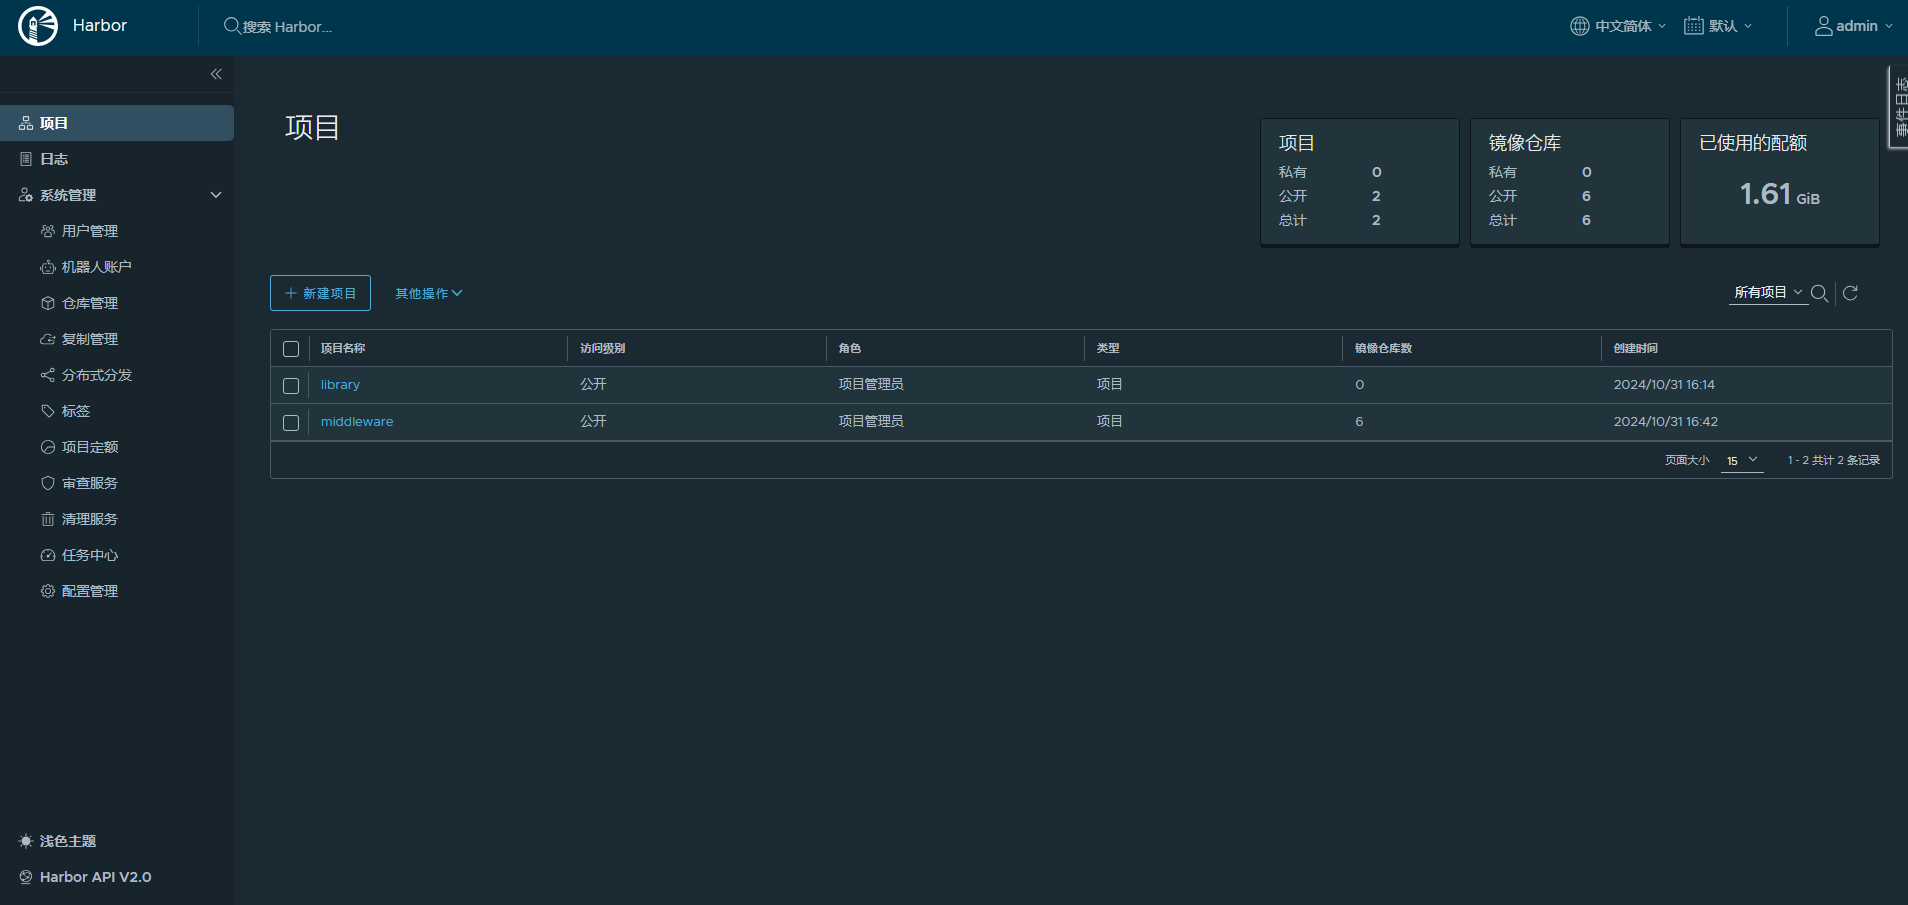 Harbor
搜索 Harbor...
中文简体
默认
admin
事件日志
项目
日志
系统管理
用户管理
机器人账户
仓库管理
复制管理
分布式分发
标签
项目定额
审查服务
清理服务
任务中心
配置管理
浅色主题
Harbor API V2.0
项目
项目
私有 0
公开 2
总计 2
镜像仓库
私有 0
公开 6
总计 6
已使用的配额
1.61 GiB
新建项目
其他操作
所有项目
项目名称 访问级别 角色 类型 镜像仓库数 创建时间
library 公开 项目管理员 项目 0 2024/10/31 16:14
middleware 公开 项目管理员 项目 6 2024/10/31 16:42
页面大小 15 1 - 2 共计 2 条记录